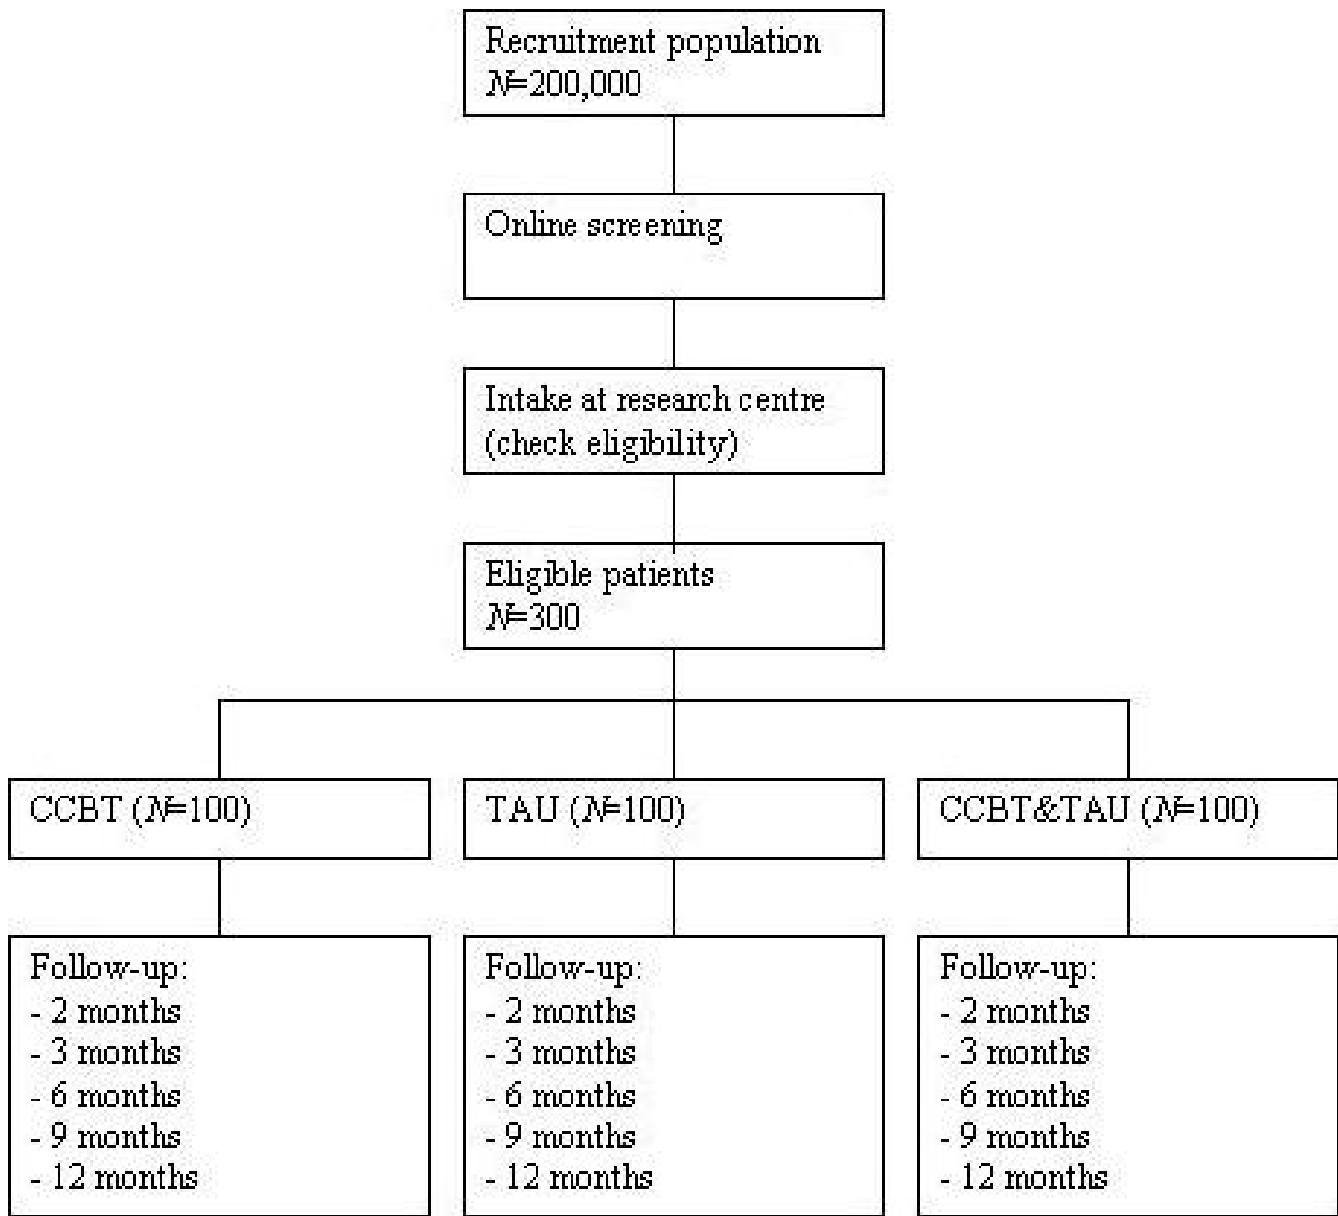 Recruitment population
N=200,000
Online screening
Intake at research centre
(check eligibility)
Eligible patients
N=300
CCBT (N=100)
TAU (N=100)
CCBT&TAU (N=100)
Follow-up:
- 2 months
- 3 months
- 6 months
- 9 months
- 12 months
Follow-up:
- 2 months
- 3 months
- 6 months
- 9 months
- 12 months
Follow-up:
- 2 months
- 3 months
- 6 months
- 9 months
- 12 months